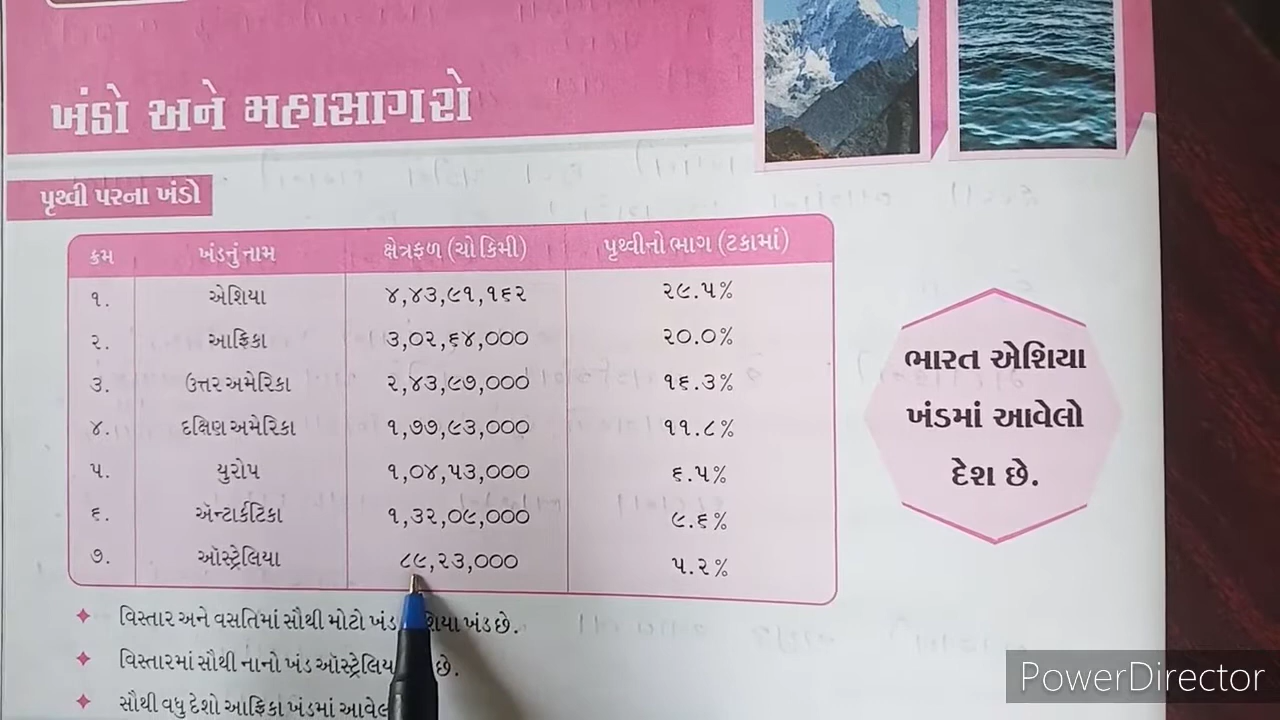 ખંડો અને મહાસાગરો
પૃથ્વી પરના ખંડો
ક્રમ ખંડનું નામ ક્ષેત્રફળ (ચો કિમી) પૃથ્વીનો ભાગ (ટકામાં)
૧. એશિયા ૪,૪૩,૯૧,૧૬૨ ૨૯.૫%
૨. આફ્રિકા ૩,૦૨,૬૪,૦૦૦ ૨૦.૦%
૩. ઉત્તર અમેરિકા ૨,૪૩,૯૭,૦૦૦ ૧૬.૩%
૪. દક્ષિણ અમેરિકા ૧,૭૭,૯૩,૦૦૦ ૧૧.૮%
૫. યુરોપ ૧,૦૪,૫૩,૦૦૦ ૬.૫%
૬. ઍન્ટાર્કટિકા ૧,૩૨,૦૯,૦૦૦ ૯.૬%
૭. ઑસ્ટ્રેલિયા ૮૯,૨૩,૦૦૦ ૫.૨%
ભારત એશિયા
ખંડમાં આવેલો
દેશ છે.
વિસ્તાર અને વસતિમાં સૌથી મોટો ખંડ ખંડ છે.
વિસ્તારમાં સૌથી નાનો ખંડ છે.
સૌથી વધુ દેશો આફ્રિકા ખંડમાં
PowerDirector